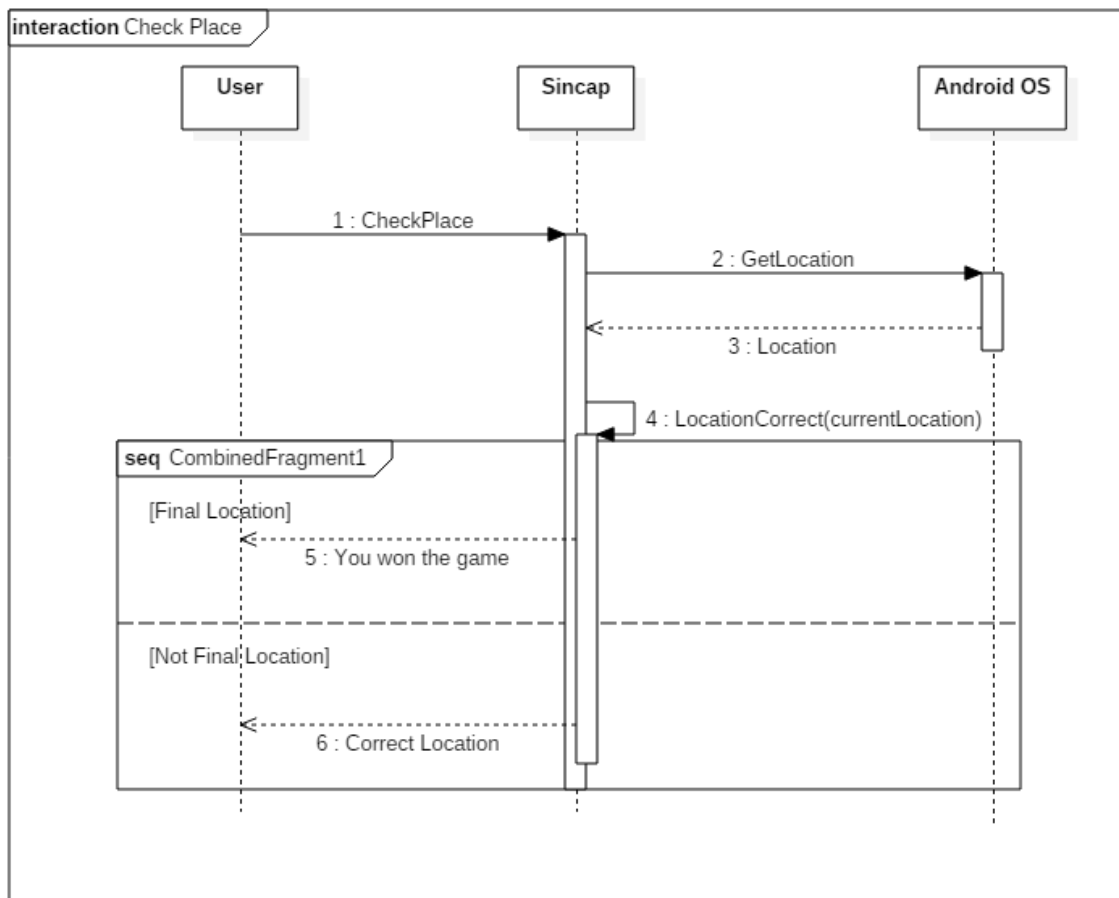 interaction Check Place
User
Sincap
Android OS
1 : CheckPlace
2 : GetLocation
3 : Location
4 : LocationCorrect(currentLocation)
seq CombinedFragment1
[Final Location]
5 : You won the game
[Not Final Location]
6 : Correct Location